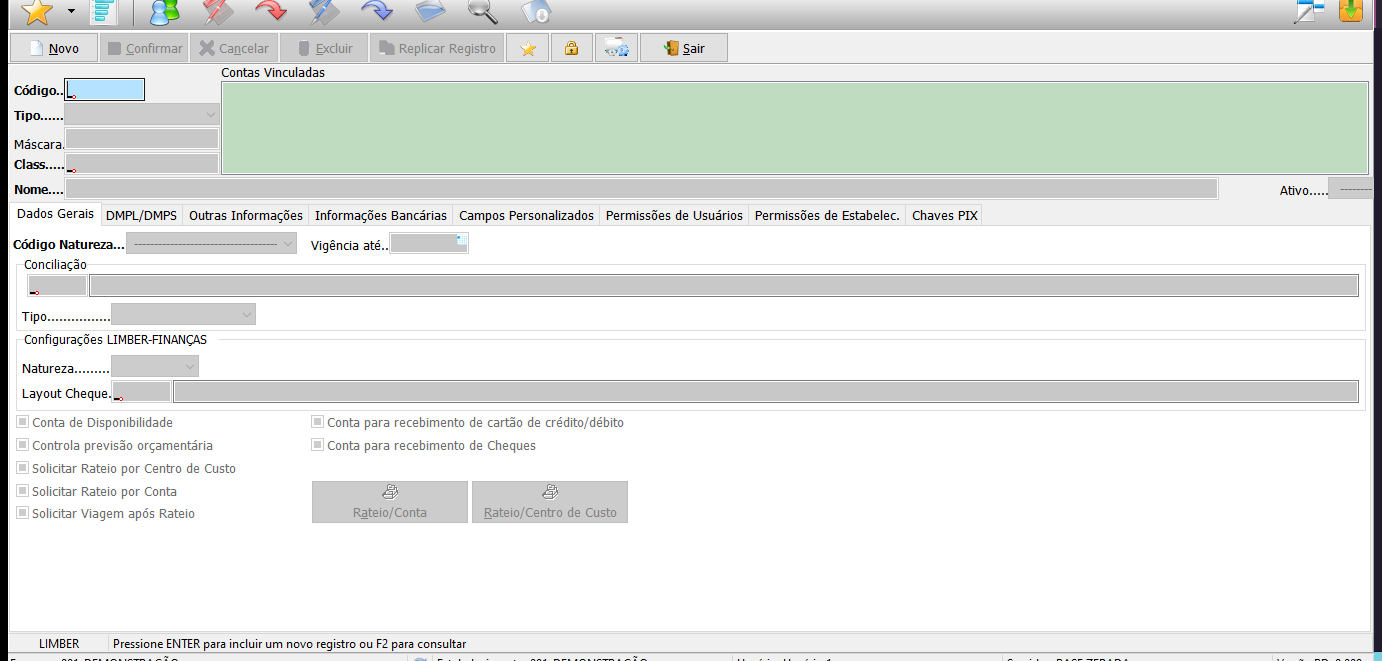 Novo Confirmar Cancelar Excluir Replicar Registro Sair
Contas Vinculadas
Código..
Tipo......
Máscara.
Class.....
Nome.... Ativo.....
Dados Gerais DMPL/DMPS Outras Informações Informações Bancárias Campos Personalizados Permissões de Usuários Permissões de Estabelec. Chaves PIX
Código Natureza... Vigência até..
Conciliação
Tipo................
Configurações LIMBER-FINANÇAS
Natureza.........
Layout Cheque.
Conta de Disponibilidade Conta para recebimento de cartão de crédito/débito
Controla previsão orçamentária Conta para recebimento de Cheques
Solicitar Rateio por Centro de Custo
Solicitar Rateio por Conta
Solicitar Viagem após Rateio
Rateio/Conta Rateio/Centro de Custo
LIMBER Pressione ENTER para incluir um novo registro ou F2 para consultar